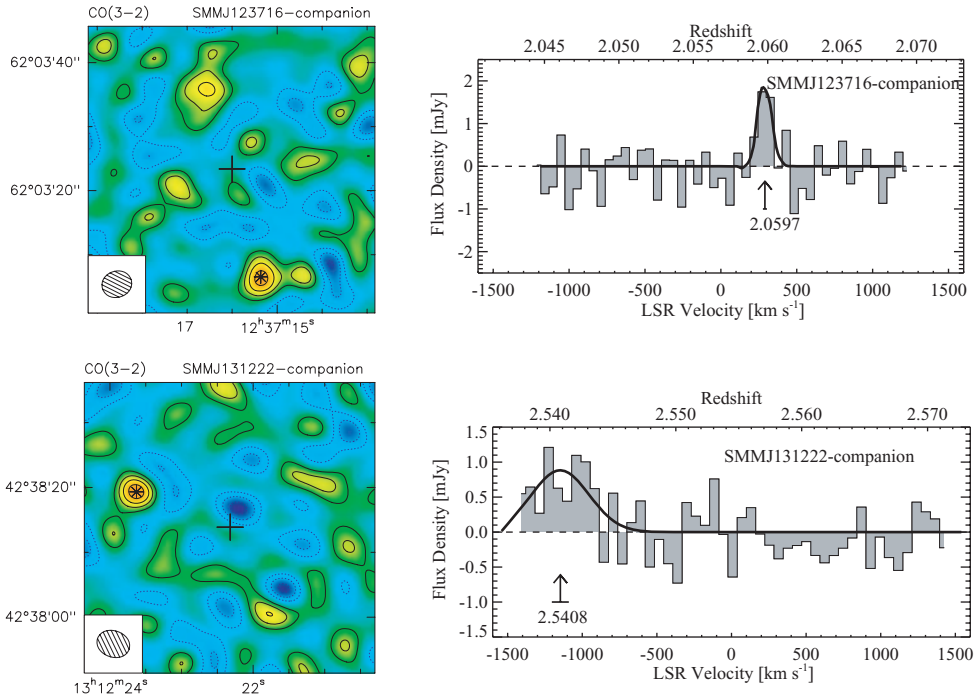 CO(3-2) SMMJ123716-companion
62°03'40"
62°03'20"
17 12ʰ37ᵐ15ˢ
Redshift
2.045 2.050 2.055 2.060 2.065 2.070
SMMJ123716-companion
Flux Density [mJy]
2
1
0
-1
-2
2.0597
-1500 -1000 -500 0 500 1000 1500
LSR Velocity [km s⁻¹]
CO(3-2) SMMJ131222-companion
42°38'20"
42°38'00"
13ʰ12ᵐ24ˢ 22ˢ
Redshift
2.540 2.550 2.560 2.570
SMMJ131222-companion
Flux Density [mJy]
1.5
1.0
0.5
0.0
-0.5
-1.0
-1.5
2.5408
-1500 -1000 -500 0 500 1000 1500
LSR Velocity [km s⁻¹]